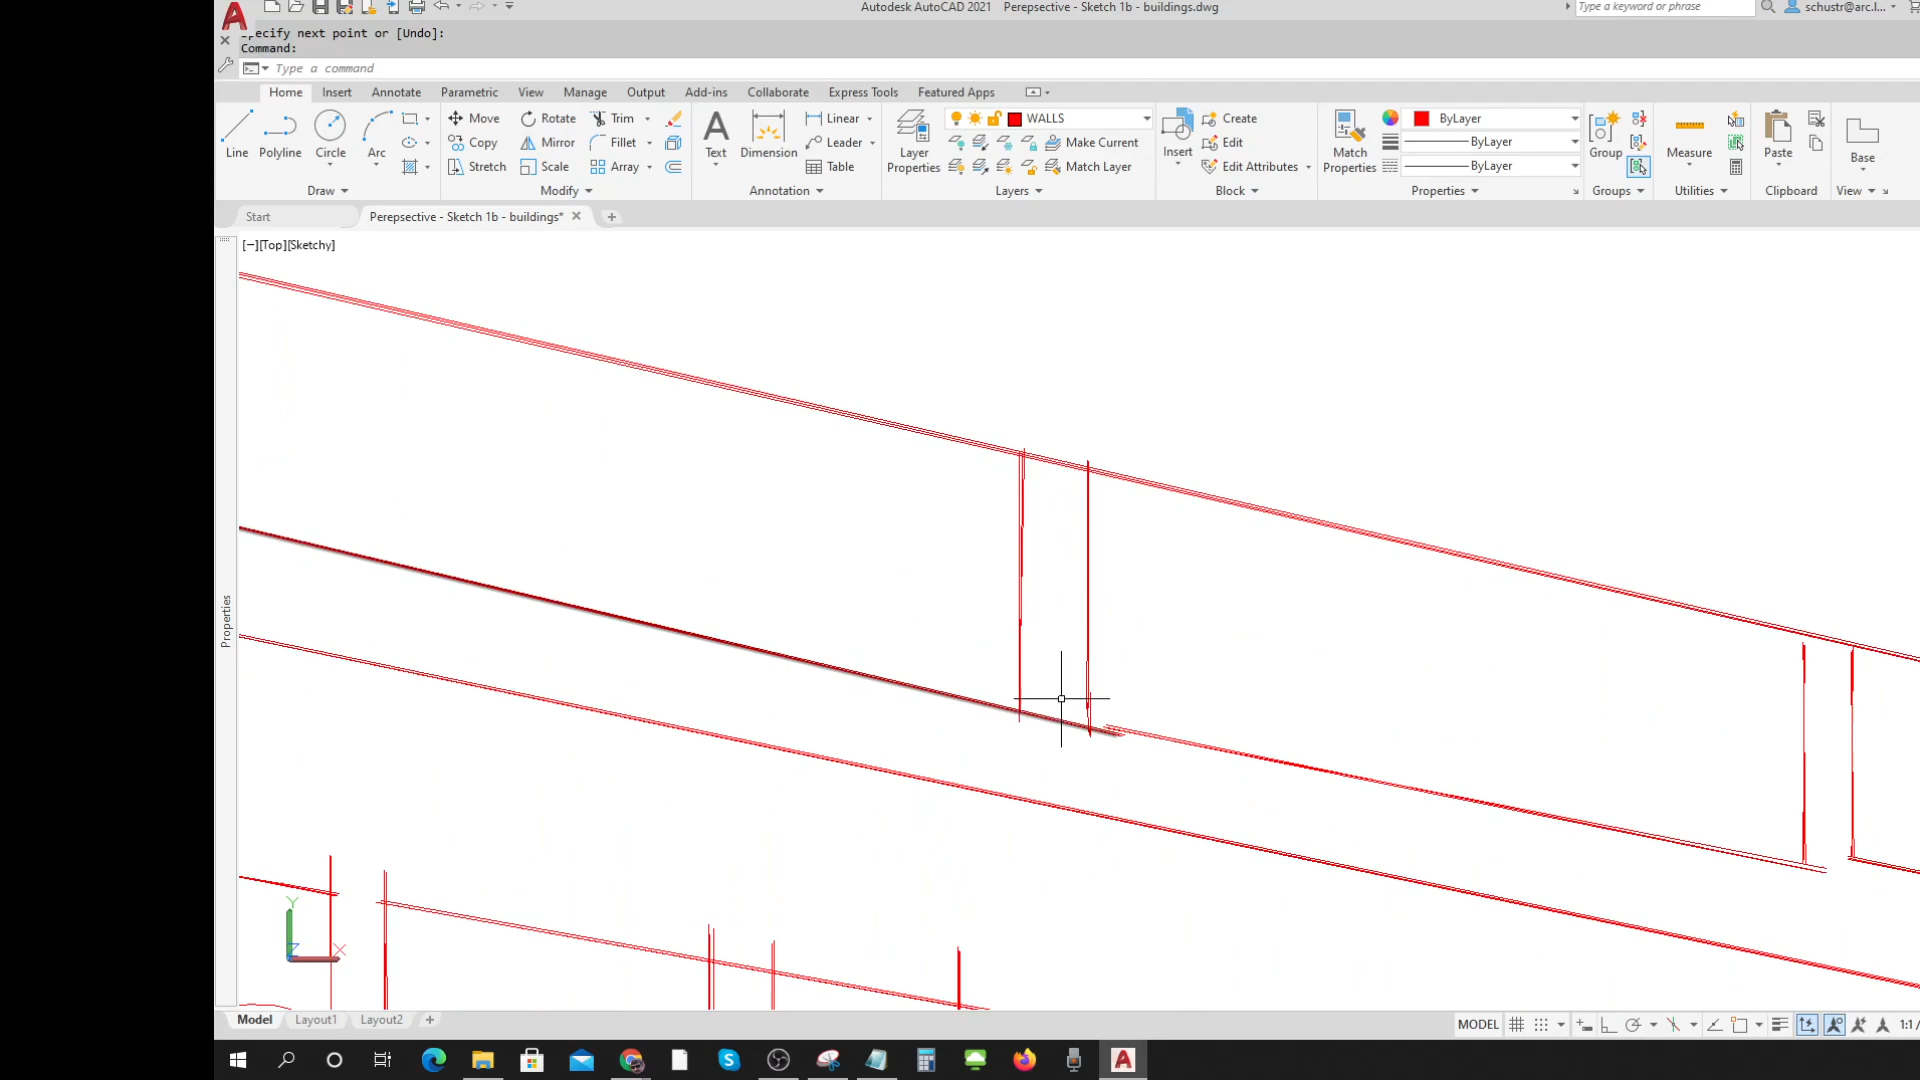 Autodesk AutoCAD 2021 Perepsective - Sketch 1b - buildings.dwg
Type a keyword or phrase
schustr@arc.l...
Specify next point or [Undo]:
Command:
Type a command
Home Insert Annotate Parametric View Manage Output Add-ins Collaborate Express Tools Featured Apps
Line
Polyline
Circle
Arc
Draw
Move
Rotate
Trim
Copy
Mirror
Fillet
Stretch
Scale
Array
Modify
Text
Dimension
Linear
Leader
Table
Annotation
Layer
Properties
WALLS
Make Current
Match Layer
Layers
Insert
Create
Edit
Edit Attributes
Block
Match
Properties
ByLayer
ByLayer
ByLayer
Properties
Group
Groups
Measure
Utilities
Paste
Clipboard
Base
View
Start
Perepsective - Sketch 1b - buildings*
[−][Top][Sketchy]
Properties
Y
Z
X
Model Layout1 Layout2
MODEL
1:1 /